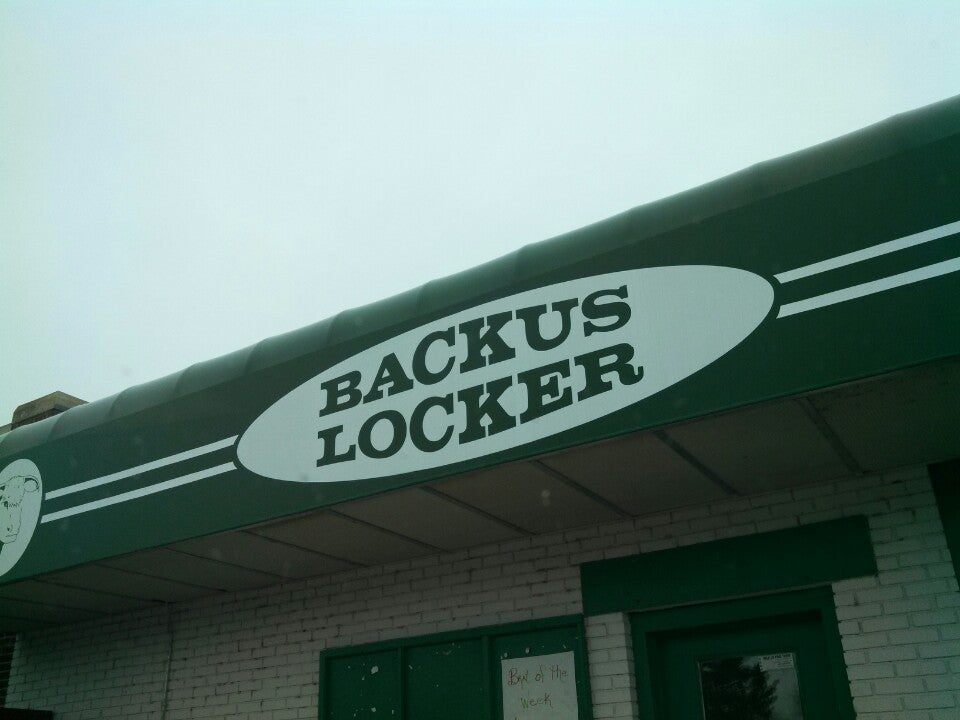 BACKUS
LOCKER
of the
week